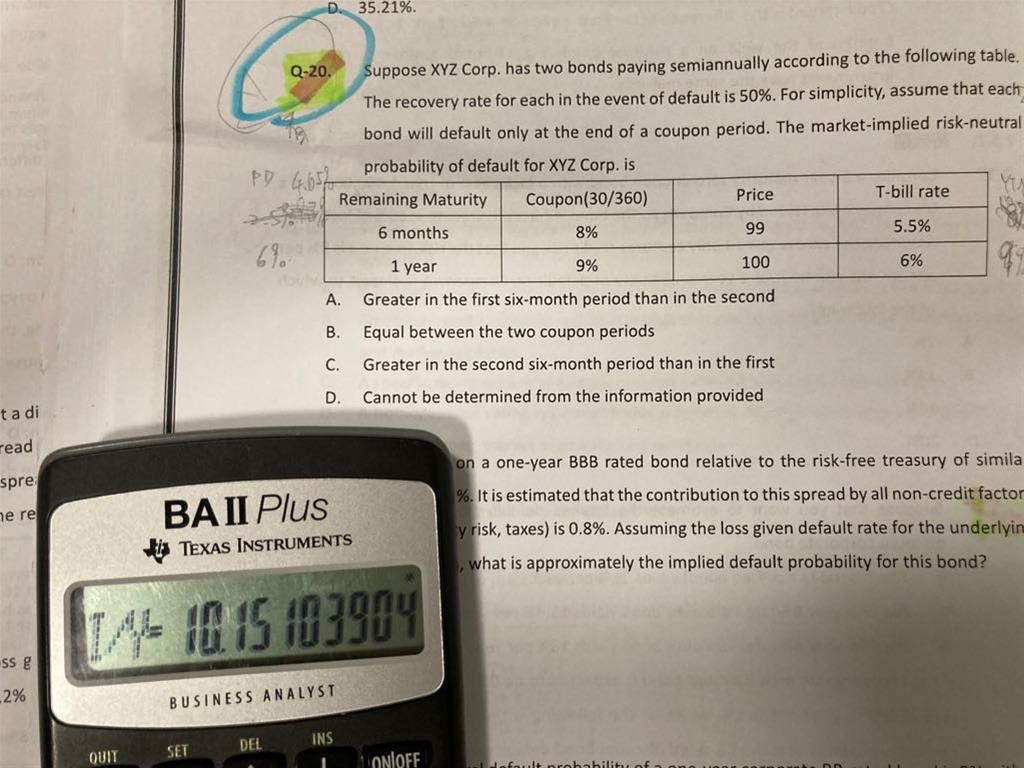 D. 35.21%.
Q-20. Suppose XYZ Corp. has two bonds paying semiannually according to the following table.
The recovery rate for each in the event of default is 50%. For simplicity, assume that each
bond will default only at the end of a coupon period. The market-implied risk-neutral
probability of default for XYZ Corp. is
PD 4.65%
Remaining Maturity Coupon(30/360) Price T-bill rate
6 months 8% 99 5.5%
6%
1 year 9% 100 6%
A. Greater in the first six-month period than in the second
B. Equal between the two coupon periods
C. Greater in the second six-month period than in the first
D. Cannot be determined from the information provided
t a di
read
on a one-year BBB rated bond relative to the risk-free treasury of simila
%. It is estimated that the contribution to this spread by all non-credit factor
y risk, taxes) is 0.8%. Assuming the loss given default rate for the underlyin
, what is approximately the implied default probability for this bond?
BA II Plus
TEXAS INSTRUMENTS
I/Y= 10.15103904
BUSINESS ANALYST
ss g
.2%
QUIT SET DEL INS
ON|OFF